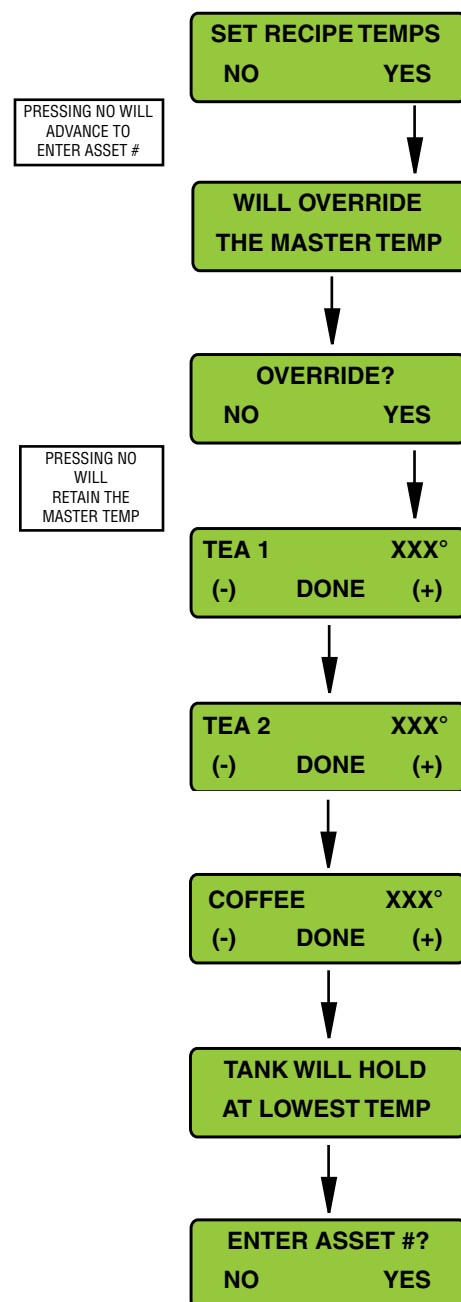 SET RECIPE TEMPS
NO YES
PRESSING NO WILL
ADVANCE TO
ENTER ASSET #
WILL OVERRIDE
THE MASTER TEMP
OVERRIDE?
NO YES
PRESSING NO
WILL
RETAIN THE
MASTER TEMP
TEA 1 XXX°
(-) DONE (+)
TEA 2 XXX°
(-) DONE (+)
COFFEE XXX°
(-) DONE (+)
TANK WILL HOLD
AT LOWEST TEMP
ENTER ASSET #?
NO YES